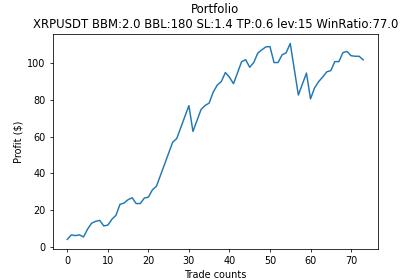 Portfolio
XRPUSDT BBM:2.0 BBL:180 SL:1.4 TP:0.6 lev:15 WinRatio:77.0
100
80
60
40
20
0
Profit ($)
0 10 20 30 40 50 60 70
Trade counts